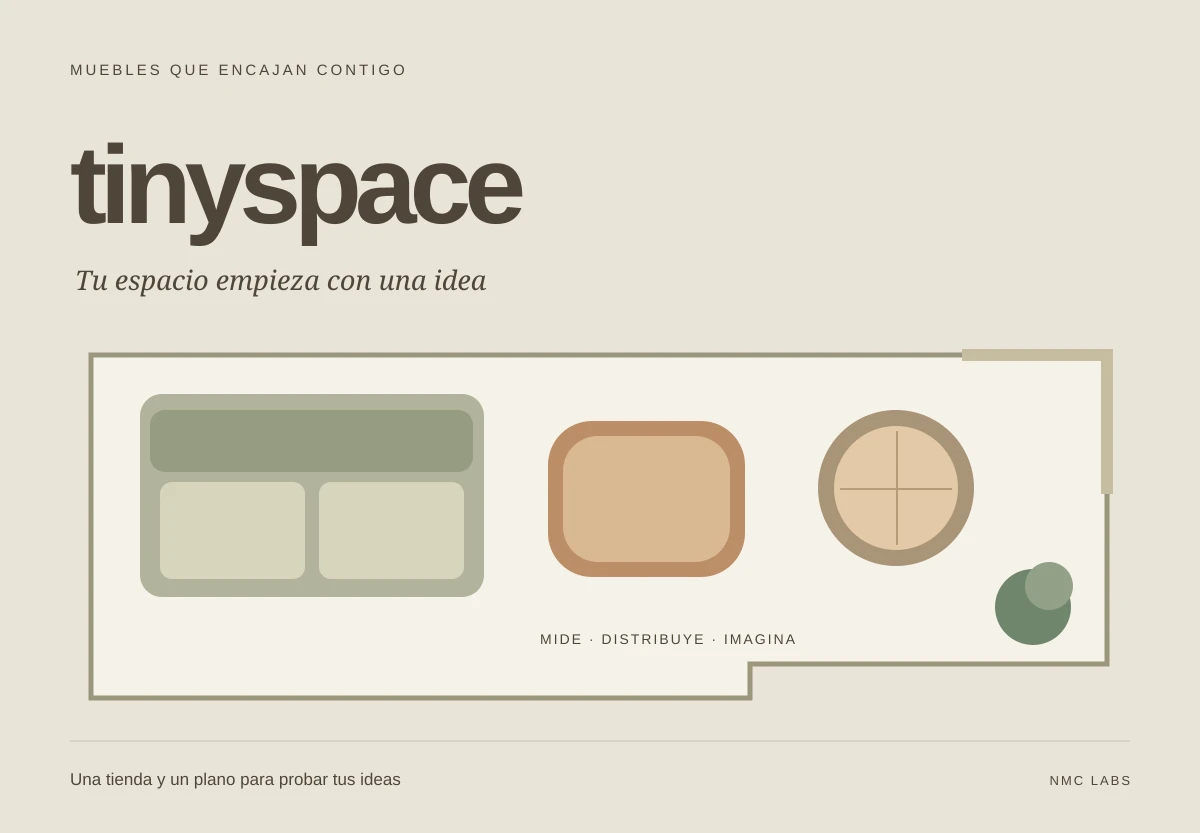 MUEBLES QUE ENCAJAN CONTIGO
tinyspace
Tu espacio empieza con una idea
MIDE · DISTRIBUYE · IMAGINA
Una tienda y un plano para probar tus ideas
NMC LABS